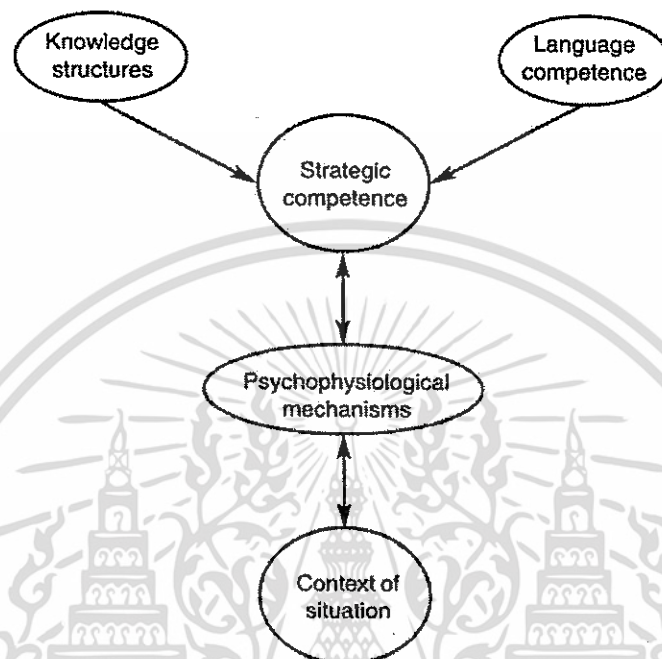 Knowledge
structures
Language
competence
Strategic
competence
Psychophysiological
mechanisms
Context of
situation